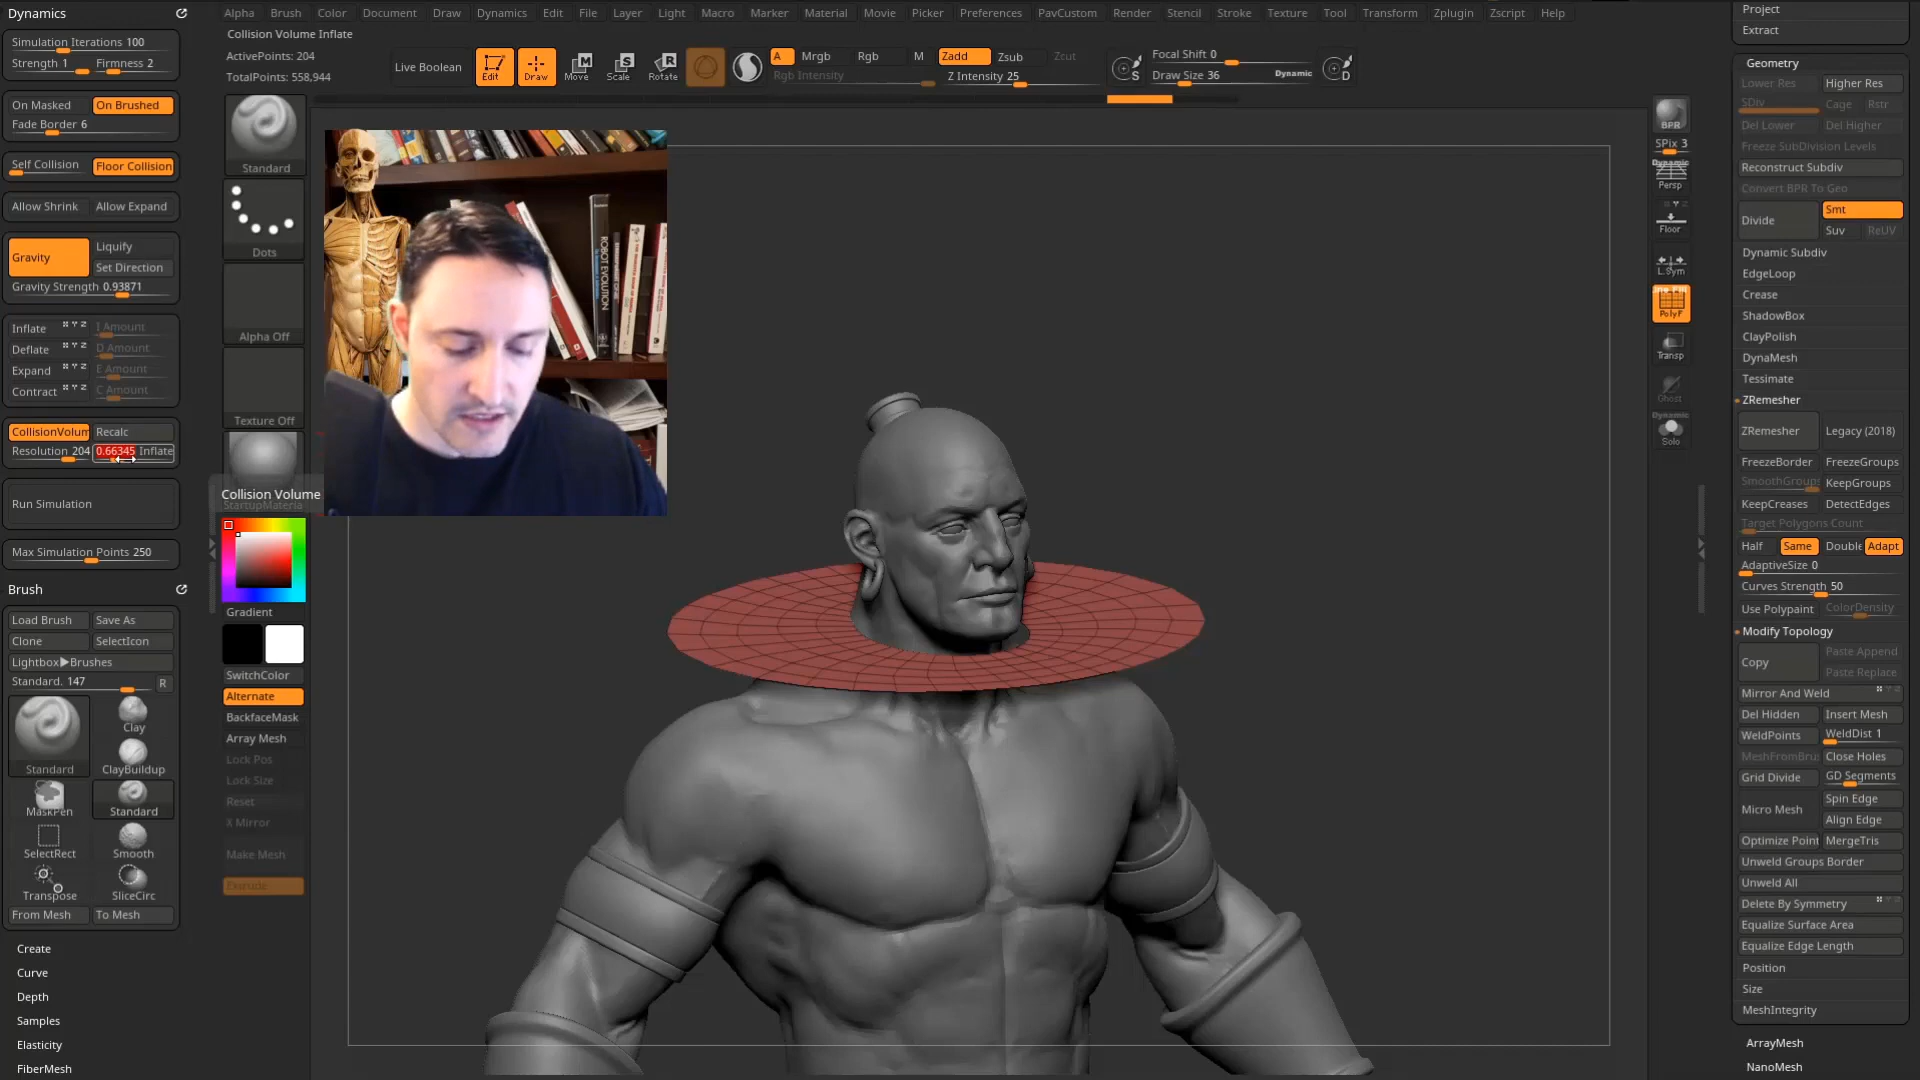 Alpha Brush Color Document Draw Dynamics Edit File Layer Light Macro Marker Material Movie Picker Preferences PavCustom Render Stencil Stroke Texture Tool Transform Zplugin Zscript Help
Collision Volume Inflate
Dynamics
Simulation Iterations 100
Strength 1 Firmness 2
On Masked On Brushed
Fade Border 6
Self Collision Floor Collision
Allow Shrink Allow Expand
Gravity Liquify
Set Direction
Gravity Strength 0.93871
Inflate I Amount
Deflate D Amount
Expand E Amount
Contract C Amount
CollisionVolum Recalc
Resolution 204 0.66345 Inflate
Run Simulation
Max Simulation Points 250
Brush
Load Brush Save As
Clone SelectIcon
Lightbox▶Brushes
Standard. 147 R
Standard Clay
ClayBuildup
MaskPen Standard
SelectRect Smooth
Transpose SliceCirc
From Mesh To Mesh
Create
Curve
Depth
Samples
Elasticity
FiberMesh
ActivePoints: 204
TotalPoints: 558,944
Live Boolean
Edit Draw Move Scale Rotate
A Mrgb Rgb M Zadd Zsub Zcut
Rgb Intensity Z Intensity 25
S
Focal Shift 0
Draw Size 36 Dynamic
D
Standard
Dots
Alpha Off
Texture Off
Collision Volume
StartupMateria
Gradient
SwitchColor
Alternate
BackfaceMask
Array Mesh
Lock Pos
Lock Size
Reset
X Mirror
Make Mesh
Extrude
ROBOT EVOLUTION
BPR
SPix 3
Dynamic
Persp
Floor
L.Sym
Line Fill
PolyF
Transp
Ghost
Dynamic
Solo
Project
Extract
Geometry
Lower Res Higher Res
SDiv Cage Rstr
Del Lower Del Higher
Freeze SubDivision Levels
Reconstruct Subdiv
Convert BPR To Geo
Divide Smt
Suv ReUV
Dynamic Subdiv
EdgeLoop
Crease
ShadowBox
ClayPolish
DynaMesh
Tessimate
ZRemesher
ZRemesher Legacy (2018)
FreezeBorder FreezeGroups
SmoothGroups KeepGroups
KeepCreases DetectEdges
Target Polygons Count
Half Same Double Adapt
AdaptiveSize 0
Curves Strength 50
Use Polypaint ColorDensity
Modify Topology
Copy Paste Append
Paste Replace
Mirror And Weld
Del Hidden Insert Mesh
WeldPoints WeldDist 1
MeshFromBrus Close Holes
Grid Divide GD Segments
Micro Mesh Spin Edge
Align Edge
Optimize Point MergeTris
Unweld Groups Border
Unweld All
Delete By Symmetry
Equalize Surface Area
Equalize Edge Length
Position
Size
MeshIntegrity
ArrayMesh
NanoMesh